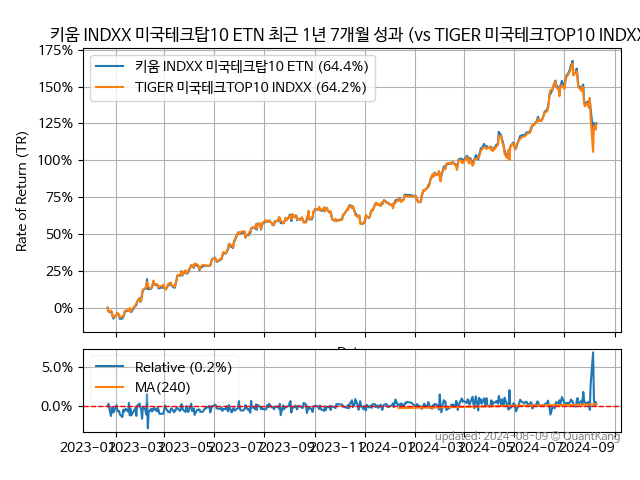 키움 INDXX 미국테크탑10 ETN 최근 1년 7개월 성과 (vs TIGER 미국테크TOP10 INDXX
175%
150%
125%
100%
75%
50%
25%
0%
Rate of Return (TR)
키움 INDXX 미국테크탑10 ETN (64.4%)
TIGER 미국테크TOP10 INDXX (64.2%)
5.0%
0.0%
Relative (0.2%)
MA(240)
updated: 2024-08-09 © QuantKang
2023-01 2023-03 2023-05 2023-07 2023-09 2023-11 2024-01 2024-03 2024-05 2024-07 2024-09